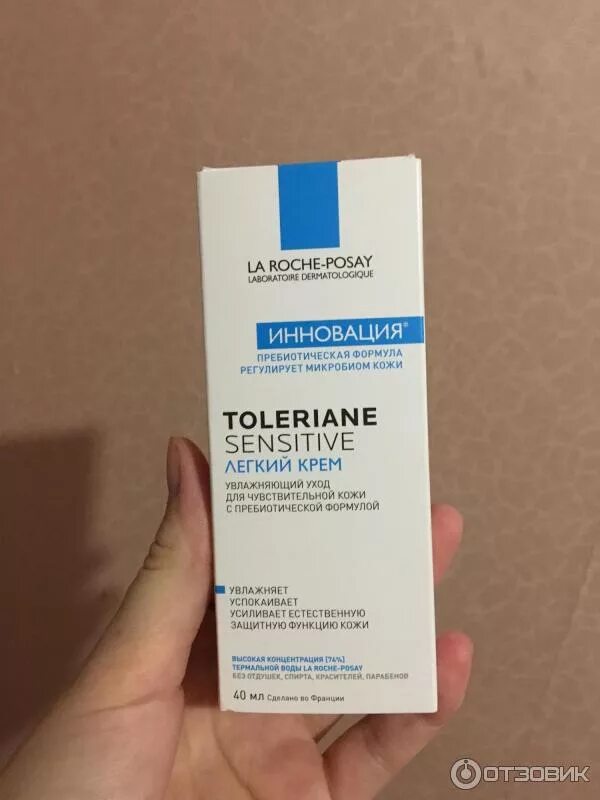 LA ROCHE-POSAY
LABORATOIRE DERMATOLOGIQUE
ИННОВАЦИЯ*
ПРЕБИОТИЧЕСКАЯ ФОРМУЛА
РЕГУЛИРУЕТ МИКРОБИОМ КОЖИ
TOLERIANE
SENSITIVE
ЛЕГКИЙ КРЕМ
УВЛАЖНЯЮЩИЙ УХОД
ДЛЯ ЧУВСТВИТЕЛЬНОЙ КОЖИ
С ПРЕБИОТИЧЕСКОЙ ФОРМУЛОЙ
УВЛАЖНЯЕТ
УСПОКАИВАЕТ
УСИЛИВАЕТ ЕСТЕСТВЕННУЮ
ЗАЩИТНУЮ ФУНКЦИЮ КОЖИ
ВЫСОКАЯ КОНЦЕНТРАЦИЯ [74%]
ТЕРМАЛЬНОЙ ВОДЫ LA ROCHE-POSAY
БЕЗ ОТДУШЕК, СПИРТА, КРАСИТЕЛЕЙ, ПАРАБЕНОВ
40 мл Сделано во Франции
ОТЗОВИК